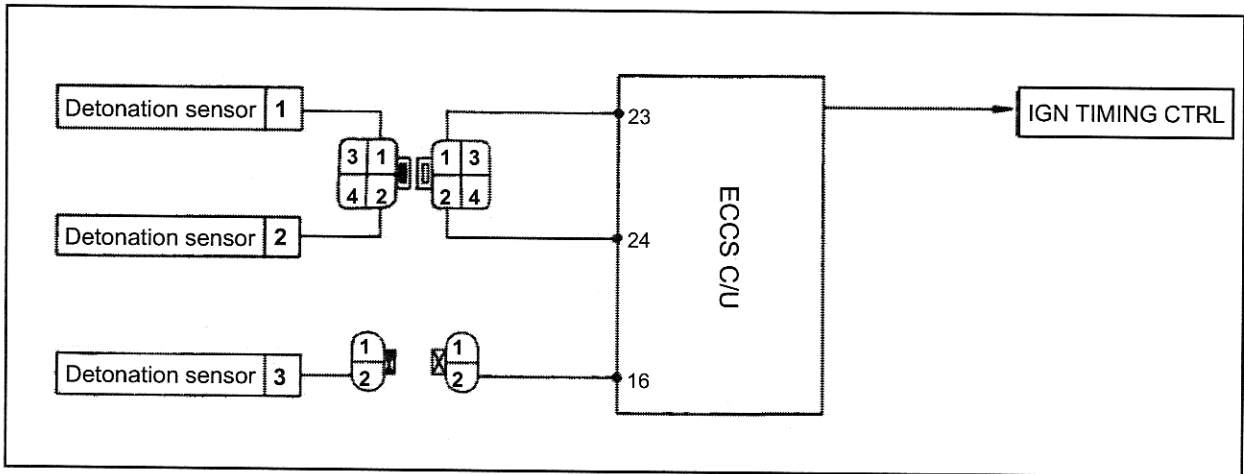 Detonation sensor 1
23
IGN TIMING CTRL
3 1
1 3
4 2
2 4
Detonation sensor 2
24
ECCS C/U
1
1
Detonation sensor 3
2
2
16